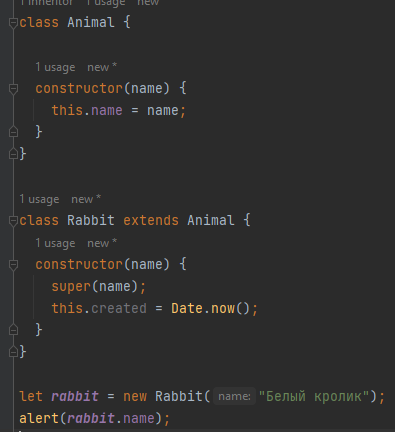 1 inheritor   1 usage   new *
class Animal {
1 usage   new *
constructor(name) {
this.name = name;
}
}
1 usage   new *
class Rabbit extends Animal {
1 usage   new *
constructor(name) {
super(name);
this.created = Date.now();
}
}
let rabbit = new Rabbit( name: "Белый кролик");
alert(rabbit.name);